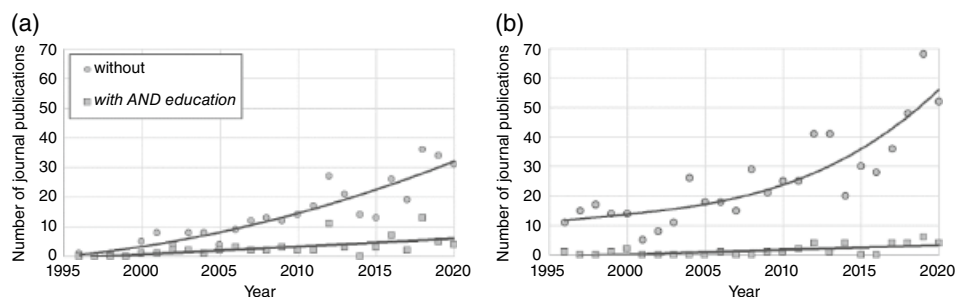 (a)
Number of journal publications
70
60
50
40
30
20
10
0
without
with AND education
1995 2000 2005 2010 2015 2020
Year
(b)
Number of journal publications
70
60
50
40
30
20
10
0
1995 2000 2005 2010 2015 2020
Year